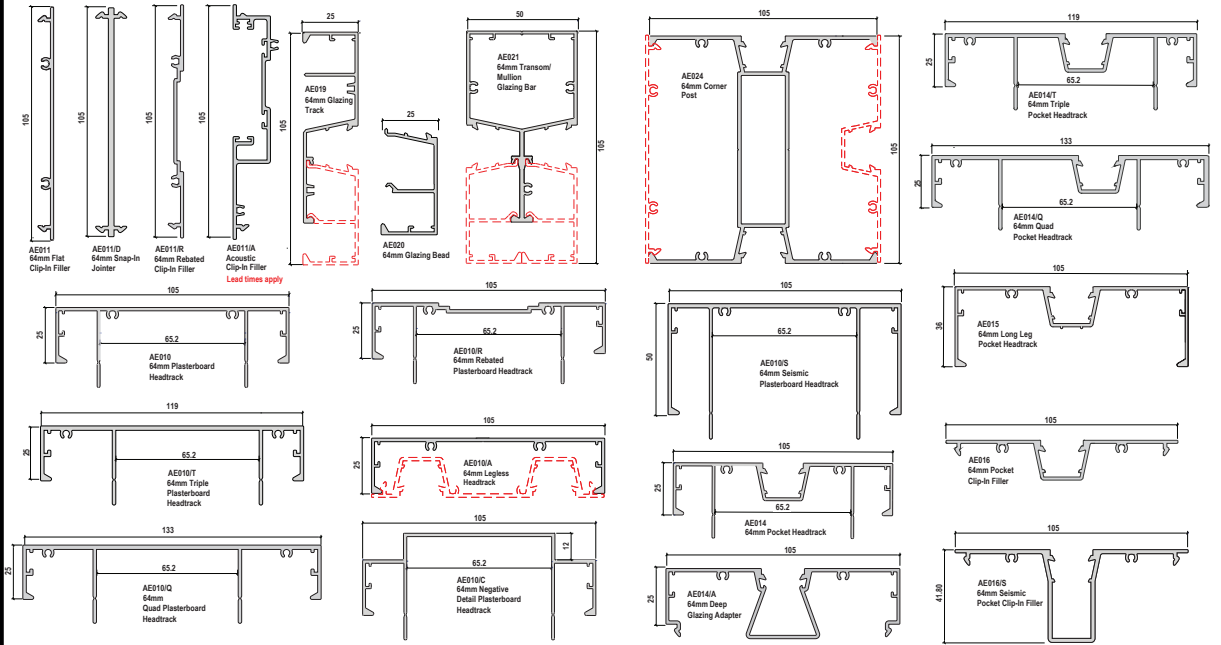 105
AE011
64mm Flat
Clip-In Filler
105
AE011/D
64mm Snap-In
Jointer
105
AE011/R
64mm Rebated
Clip-In Filler
105
AE011/A
Acoustic
Clip-In Filler
Lead times apply
25
105
AE019
64mm Glazing
Track
25
AE020
64mm Glazing Bead
50
105
AE021
64mm Transom/
Mullion
Glazing Bar
105
105
AE024
64mm Corner
Post
119
25
65.2
AE014/T
64mm Triple
Pocket Headtrack
133
25
65.2
AE014/Q
64mm Quad
Pocket Headtrack
105
25
65.2
AE010
64mm Plasterboard
Headtrack
105
25
65.2
AE010/R
64mm Rebated
Plasterboard Headtrack
105
50
65.2
AE010/S
64mm Seismic
Plasterboard Headtrack
105
36
AE015
64mm Long Leg
Pocket Headtrack
119
25
65.2
AE010/T
64mm Triple
Plasterboard
Headtrack
105
25
AE010/A
64mm Legless
Headtrack
105
25
65.2
AE014
64mm Pocket Headtrack
105
AE016
64mm Pocket
Clip-In Filler
133
25
65.2
AE010/Q
64mm
Quad Plasterboard
Headtrack
105
12
65.2
AE010/C
64mm Negative
Detail Plasterboard
Headtrack
105
25
AE014/A
64mm Deep
Glazing Adapter
105
41.80
AE016/S
64mm Seismic
Pocket Clip-In Filler